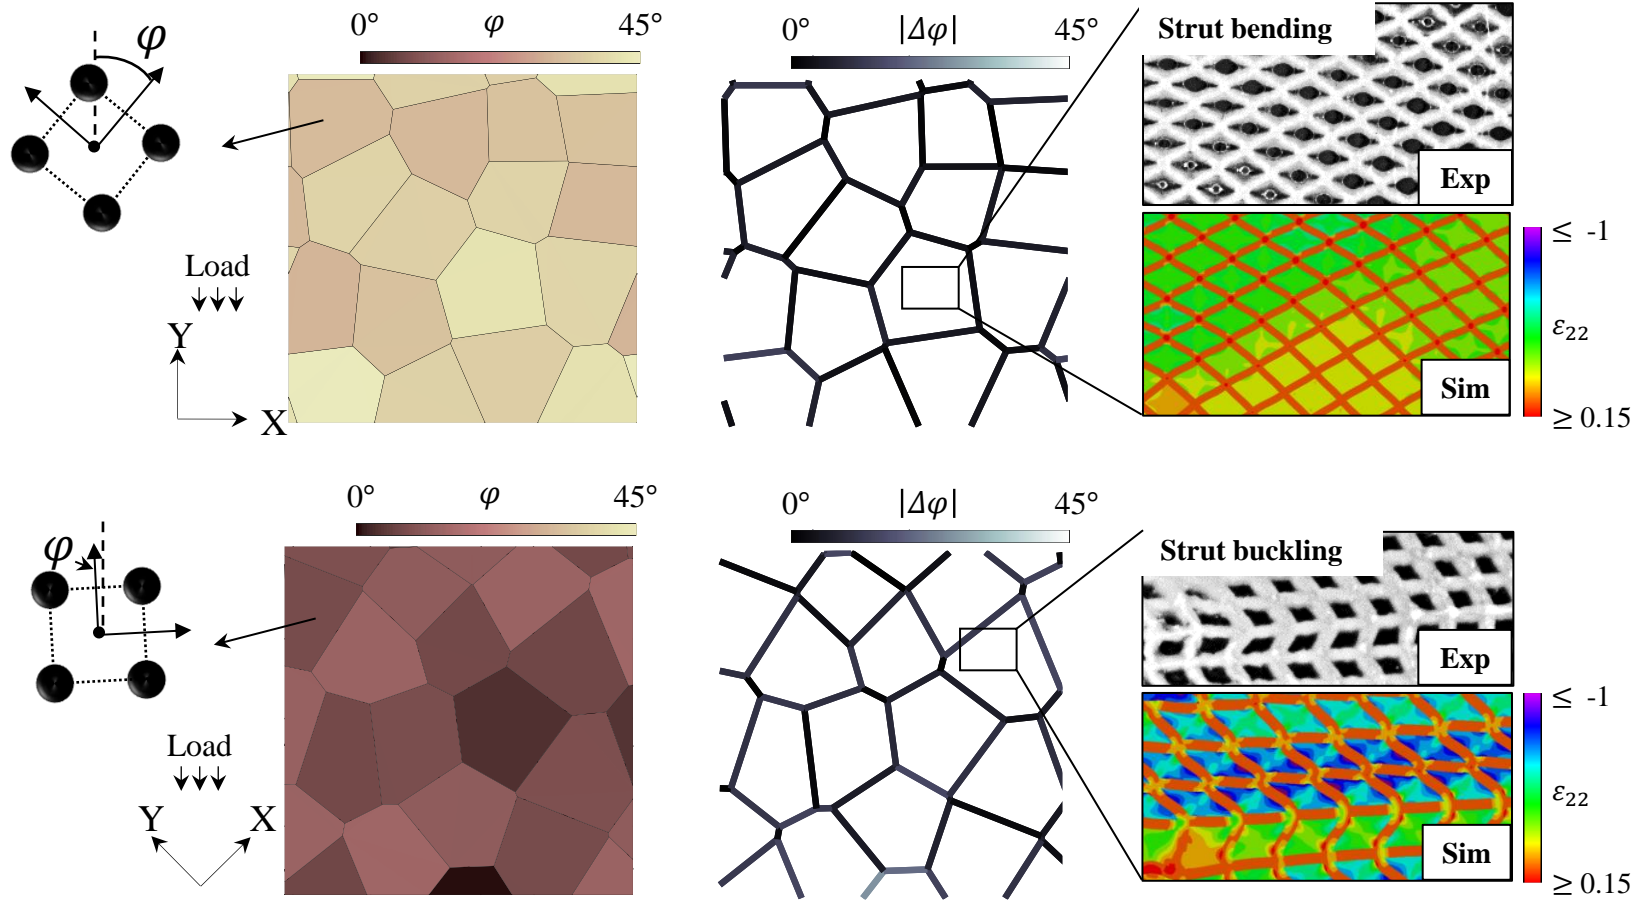 φ
0° φ 45°
0° |Δφ| 45°
Strut bending
Exp
Load
Y
X
≤ -1
ε22
≥ 0.15
Sim
0° φ 45°
0° |Δφ| 45°
Strut buckling
φ
Exp
Load
Y X
≤ -1
ε22
≥ 0.15
Sim